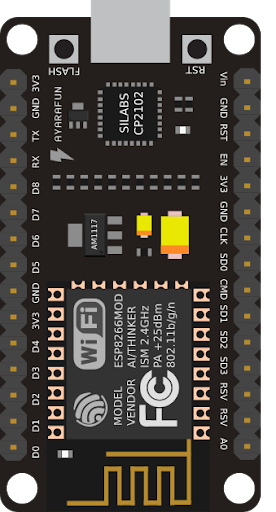 FLASH
RST
AYARAFUN
SILABS
CP2102
3V3
GND
TX
RX
D8
D7
D6
D5
GND
3V3
D4
D3
D2
D1
D0
Vin
GND
RST
EN
3V3
GND
CLK
SD0
CMD
SD1
SD2
SD3
RSV
RSV
A0
AM1117
WiFi
MODEL ESP8266MOD
VENDOR AI/THINKER
ISM 2.4GHz
PA +25dBm
802.11b/g/n
FC